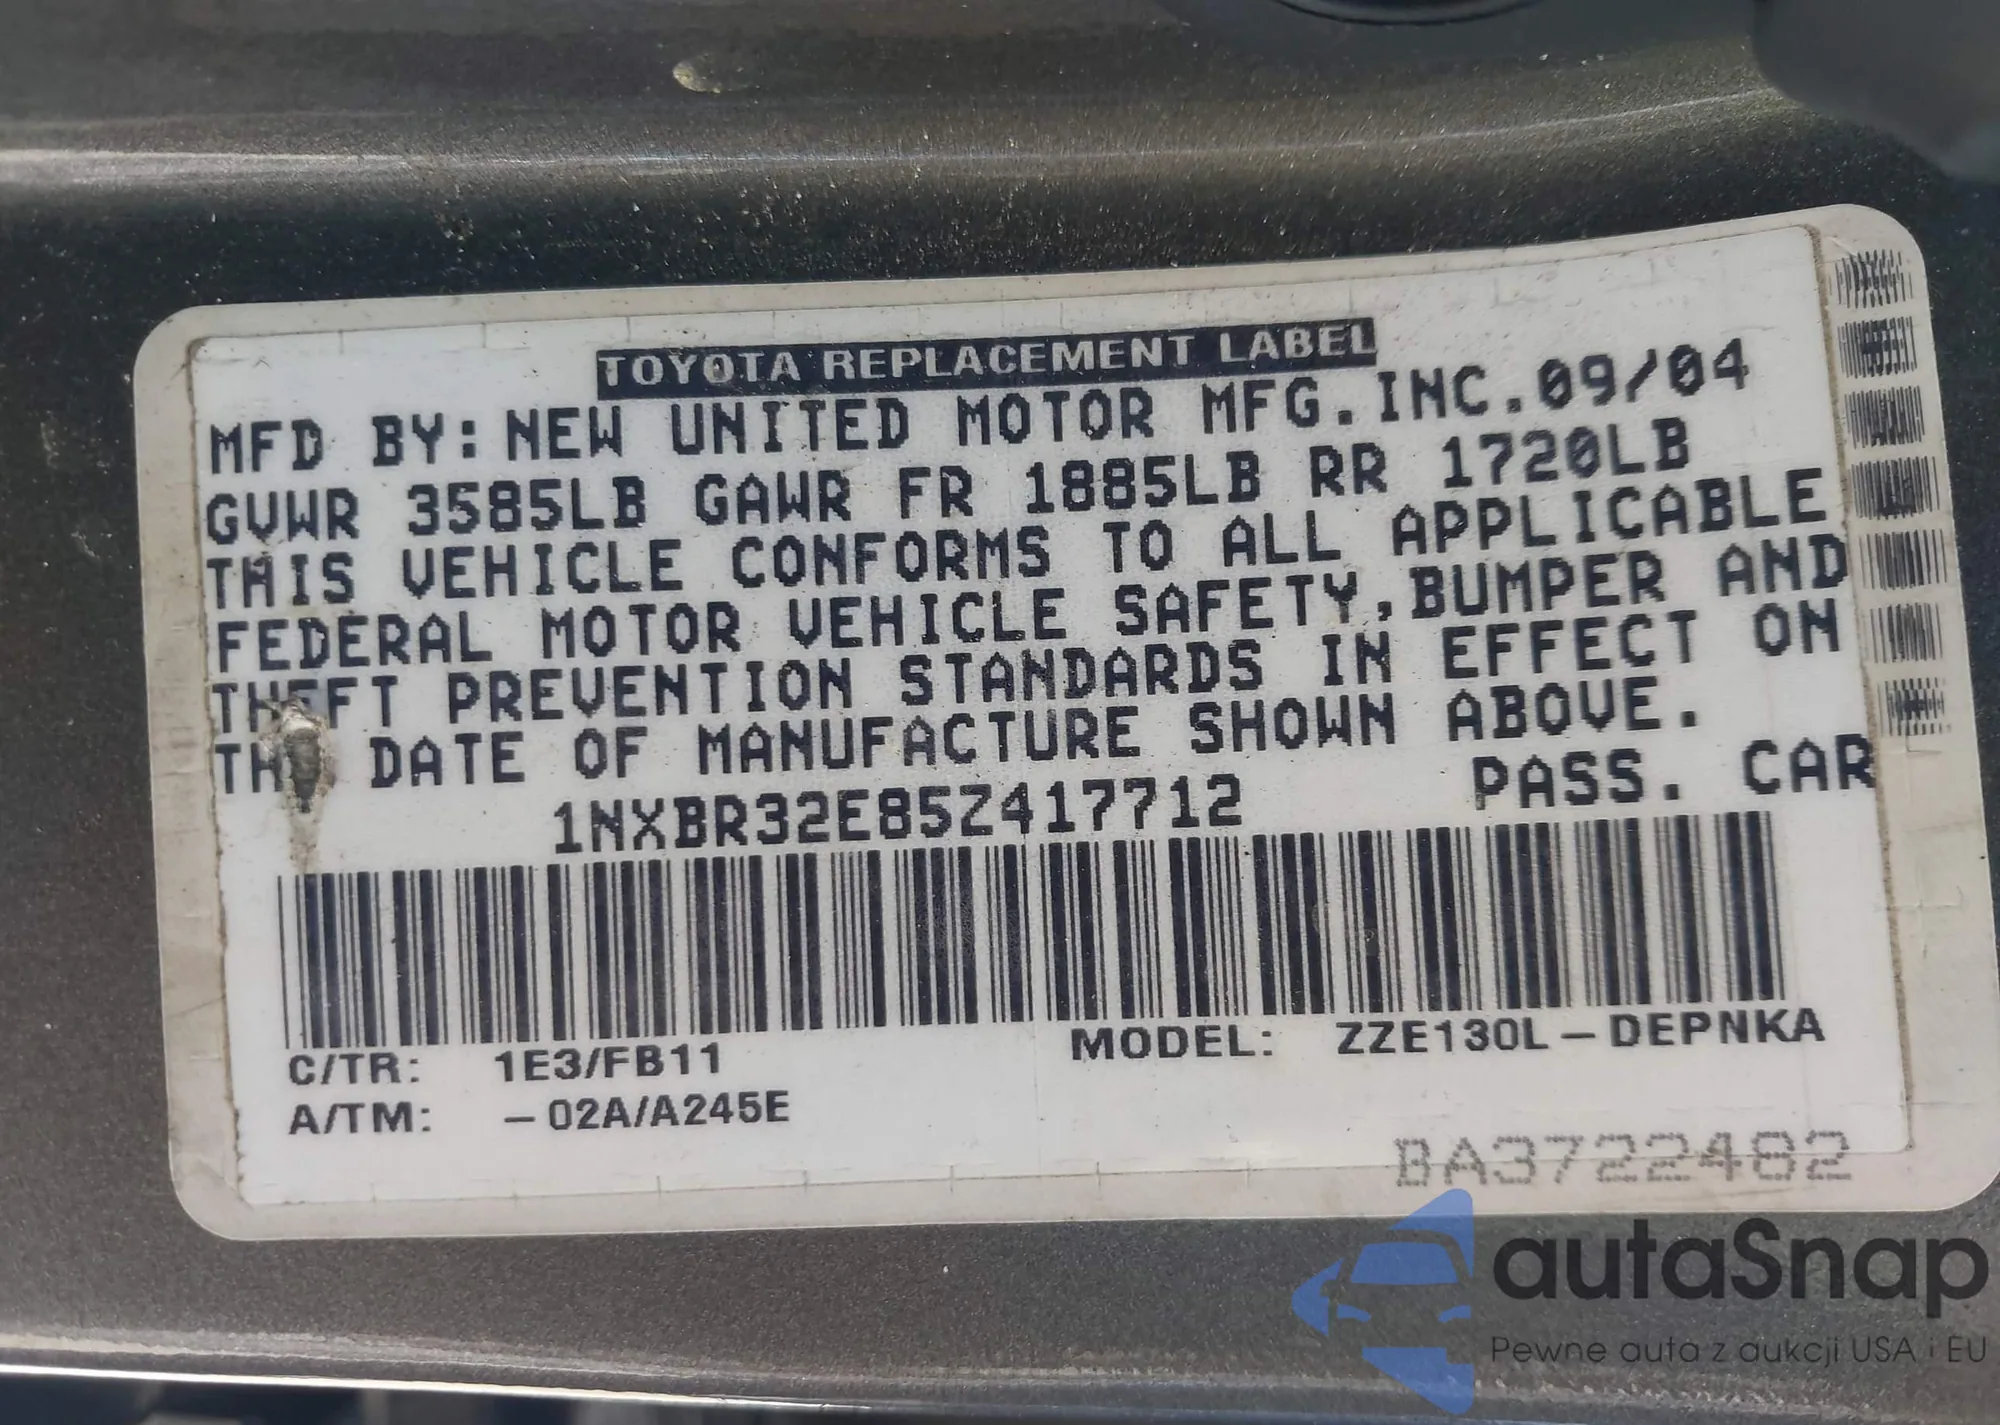 TOYOTA REPLACEMENT LABEL
MFD BY: NEW UNITED MOTOR MFG.INC.09/04
GVWR 3585LB GAWR FR 1885LB RR 1720LB
THIS VEHICLE CONFORMS TO ALL APPLICABLE
FEDERAL MOTOR VEHICLE SAFETY,BUMPER AND
THEFT PREVENTION STANDARDS IN EFFECT ON
THE DATE OF MANUFACTURE SHOWN ABOVE.
1NXBR32E85Z417712 PASS. CAR
C/TR: 1E3/FB11 MODEL: ZZE130L-DEPNKA
A/TM: -02A/A245E
BA3722482
autaSnap
Pewne auta z aukcji USA i EU